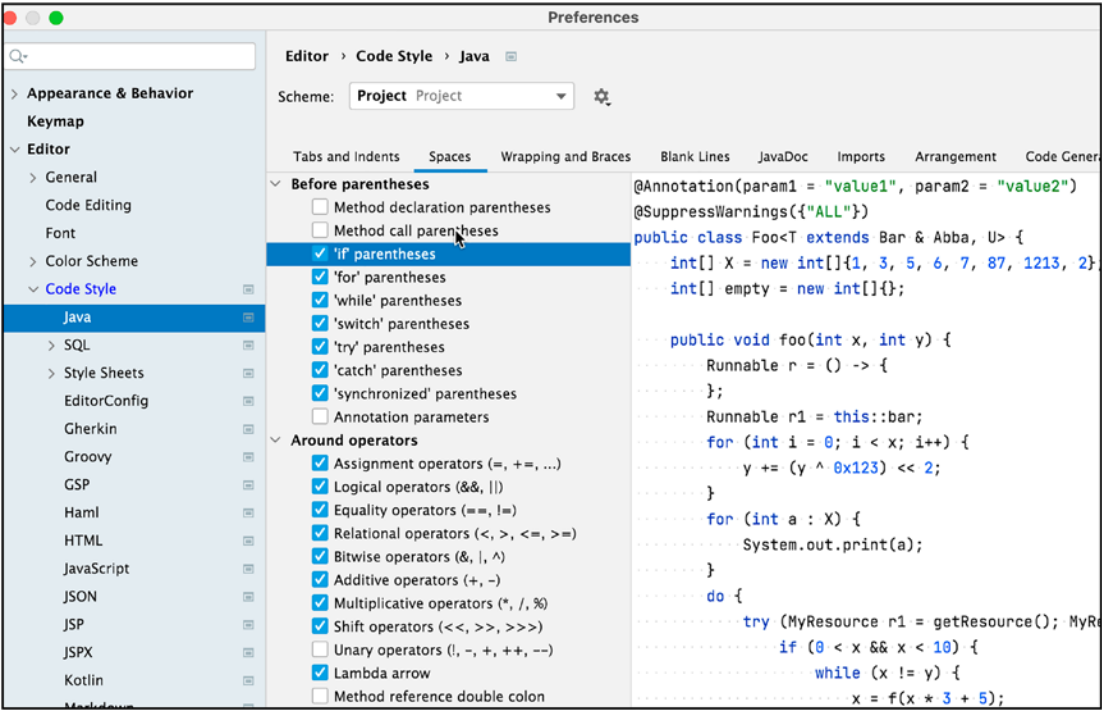 Preferences
Appearance & Behavior
Keymap
Editor
General
Code Editing
Font
Color Scheme
Code Style
Java
SQL
Style Sheets
EditorConfig
Gherkin
Groovy
GSP
Haml
HTML
JavaScript
JSON
JSP
JSPX
Kotlin
Markdown
Editor › Code Style › Java
Scheme: Project Project
Tabs and Indents Spaces Wrapping and Braces Blank Lines JavaDoc Imports Arrangement Code Genera
Before parentheses
Method declaration parentheses
Method call parentheses
'if' parentheses
'for' parentheses
'while' parentheses
'switch' parentheses
'try' parentheses
'catch' parentheses
'synchronized' parentheses
Annotation parameters
Around operators
Assignment operators (=, +=, ...)
Logical operators (&&, ||)
Equality operators (==, !=)
Relational operators (<, >, <=, >=)
Bitwise operators (&, |, ^)
Additive operators (+, -)
Multiplicative operators (*, /, %)
Shift operators (<<, >>, >>>)
Unary operators (!, -, +, ++, --)
Lambda arrow
Method reference double colon
@Annotation(param1 = "value1", param2 = "value2")
@SuppressWarnings({"ALL"})
public class Foo<T extends Bar & Abba, U> {
int[] X = new int[]{1, 3, 5, 6, 7, 87, 1213, 2};
int[] empty = new int[]{};
public void foo(int x, int y) {
Runnable r = () -> {
};
Runnable r1 = this::bar;
for (int i = 0; i < x; i++) {
y += (y ^ 0x123) << 2;
}
for (int a : X) {
System.out.print(a);
}
do {
try (MyResource r1 = getResource(); MyRe
if (0 < x && x < 10) {
while (x != y) {
x = f(x * 3 + 5);